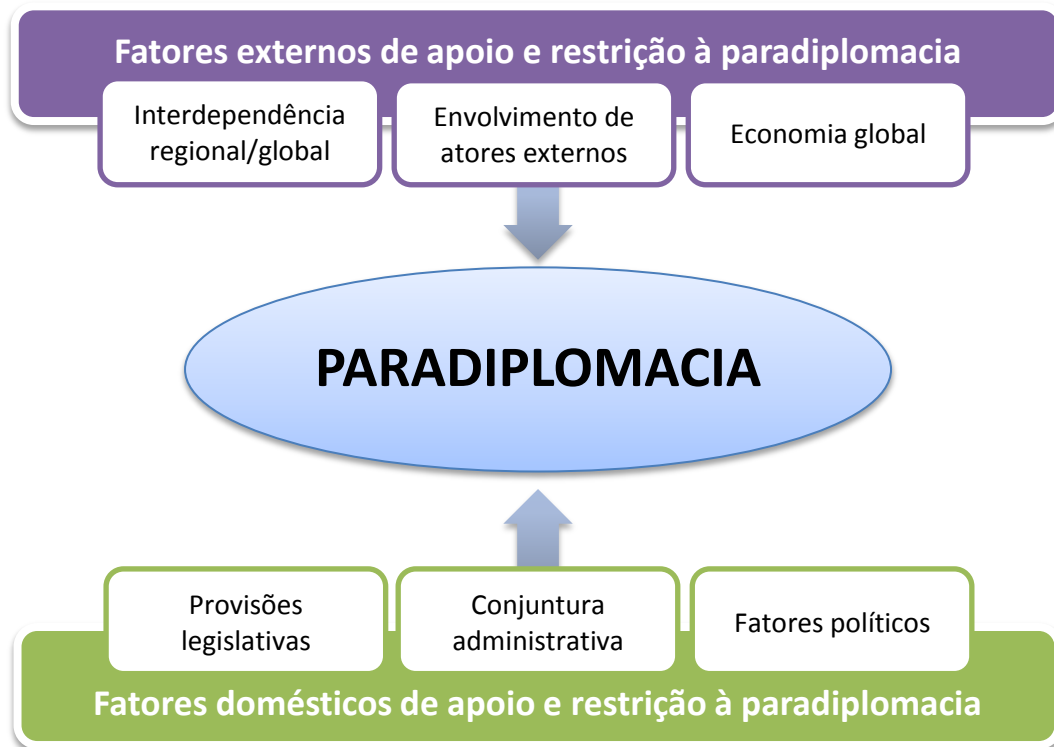 Fatores externos de apoio e restrição à paradiplomacia
Interdependência
regional/global
Envolvimento de
atores externos
Economia global
PARADIPLOMACIA
Provisões
legislativas
Conjuntura
administrativa
Fatores políticos
Fatores domésticos de apoio e restrição à paradiplomacia